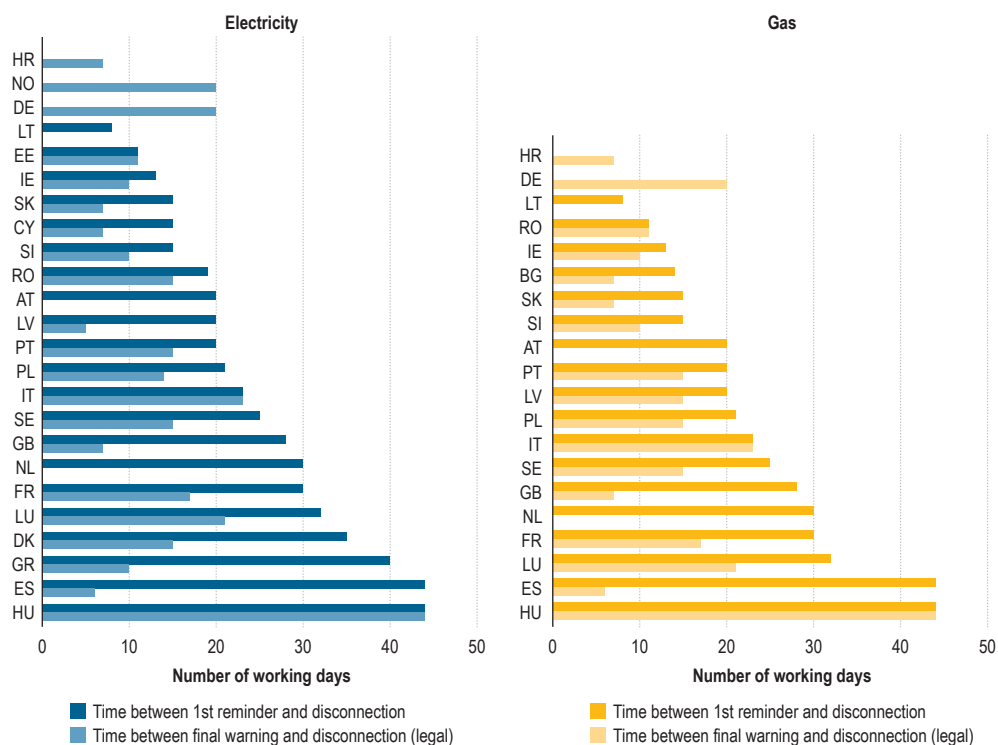 Electricity
HR
NO
DE
LT
EE
IE
SK
CY
SI
RO
AT
LV
PT
PL
IT
SE
GB
NL
FR
LU
DK
GR
ES
HU
0 10 20 30 40 50
Number of working days
Time between 1st reminder and disconnection
Time between final warning and disconnection (legal)
Gas
HR
DE
LT
RO
IE
BG
SK
SI
AT
PT
LV
PL
IT
SE
GB
NL
FR
LU
ES
HU
0 10 20 30 40 50
Number of working days
Time between 1st reminder and disconnection
Time between final warning and disconnection (legal)